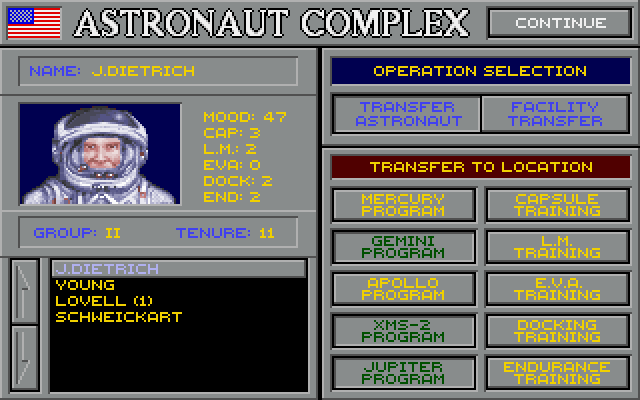 ASTRONAUT COMPLEX
CONTINUE
NAME: J.DIETRICH
MOOD: 47
CAP: 3
L.M.: 2
EVA: 0
DOCK: 2
END: 2
GROUP: II TENURE: 11
J.DIETRICH
YOUNG
LOVELL (1)
SCHWEICKART
OPERATION SELECTION
TRANSFER
ASTRONAUT
FACILITY
TRANSFER
TRANSFER TO LOCATION
MERCURY
PROGRAM
CAPSULE
TRAINING
GEMINI
PROGRAM
L.M.
TRAINING
APOLLO
PROGRAM
E.V.A.
TRAINING
XMS-2
PROGRAM
DOCKING
TRAINING
JUPITER
PROGRAM
ENDURANCE
TRAINING